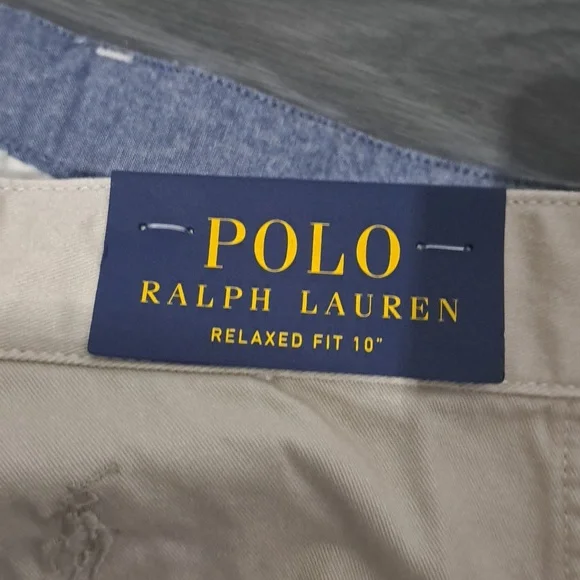 POLO
RALPH LAUREN
RELAXED FIT 10"